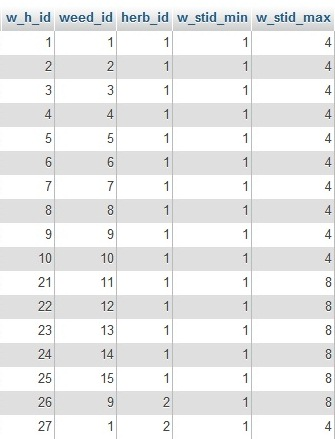 w_h_id weed_id herb_id w_stid_min w_stid_max
1 1 1 1 4
2 2 1 1 4
3 3 1 1 4
4 4 1 1 4
5 5 1 1 4
6 6 1 1 4
7 7 1 1 4
8 8 1 1 4
9 9 1 1 4
10 10 1 1 4
21 11 1 1 8
22 12 1 1 8
23 13 1 1 8
24 14 1 1 8
25 15 1 1 8
26 9 2 1 8
27 1 2 1 4